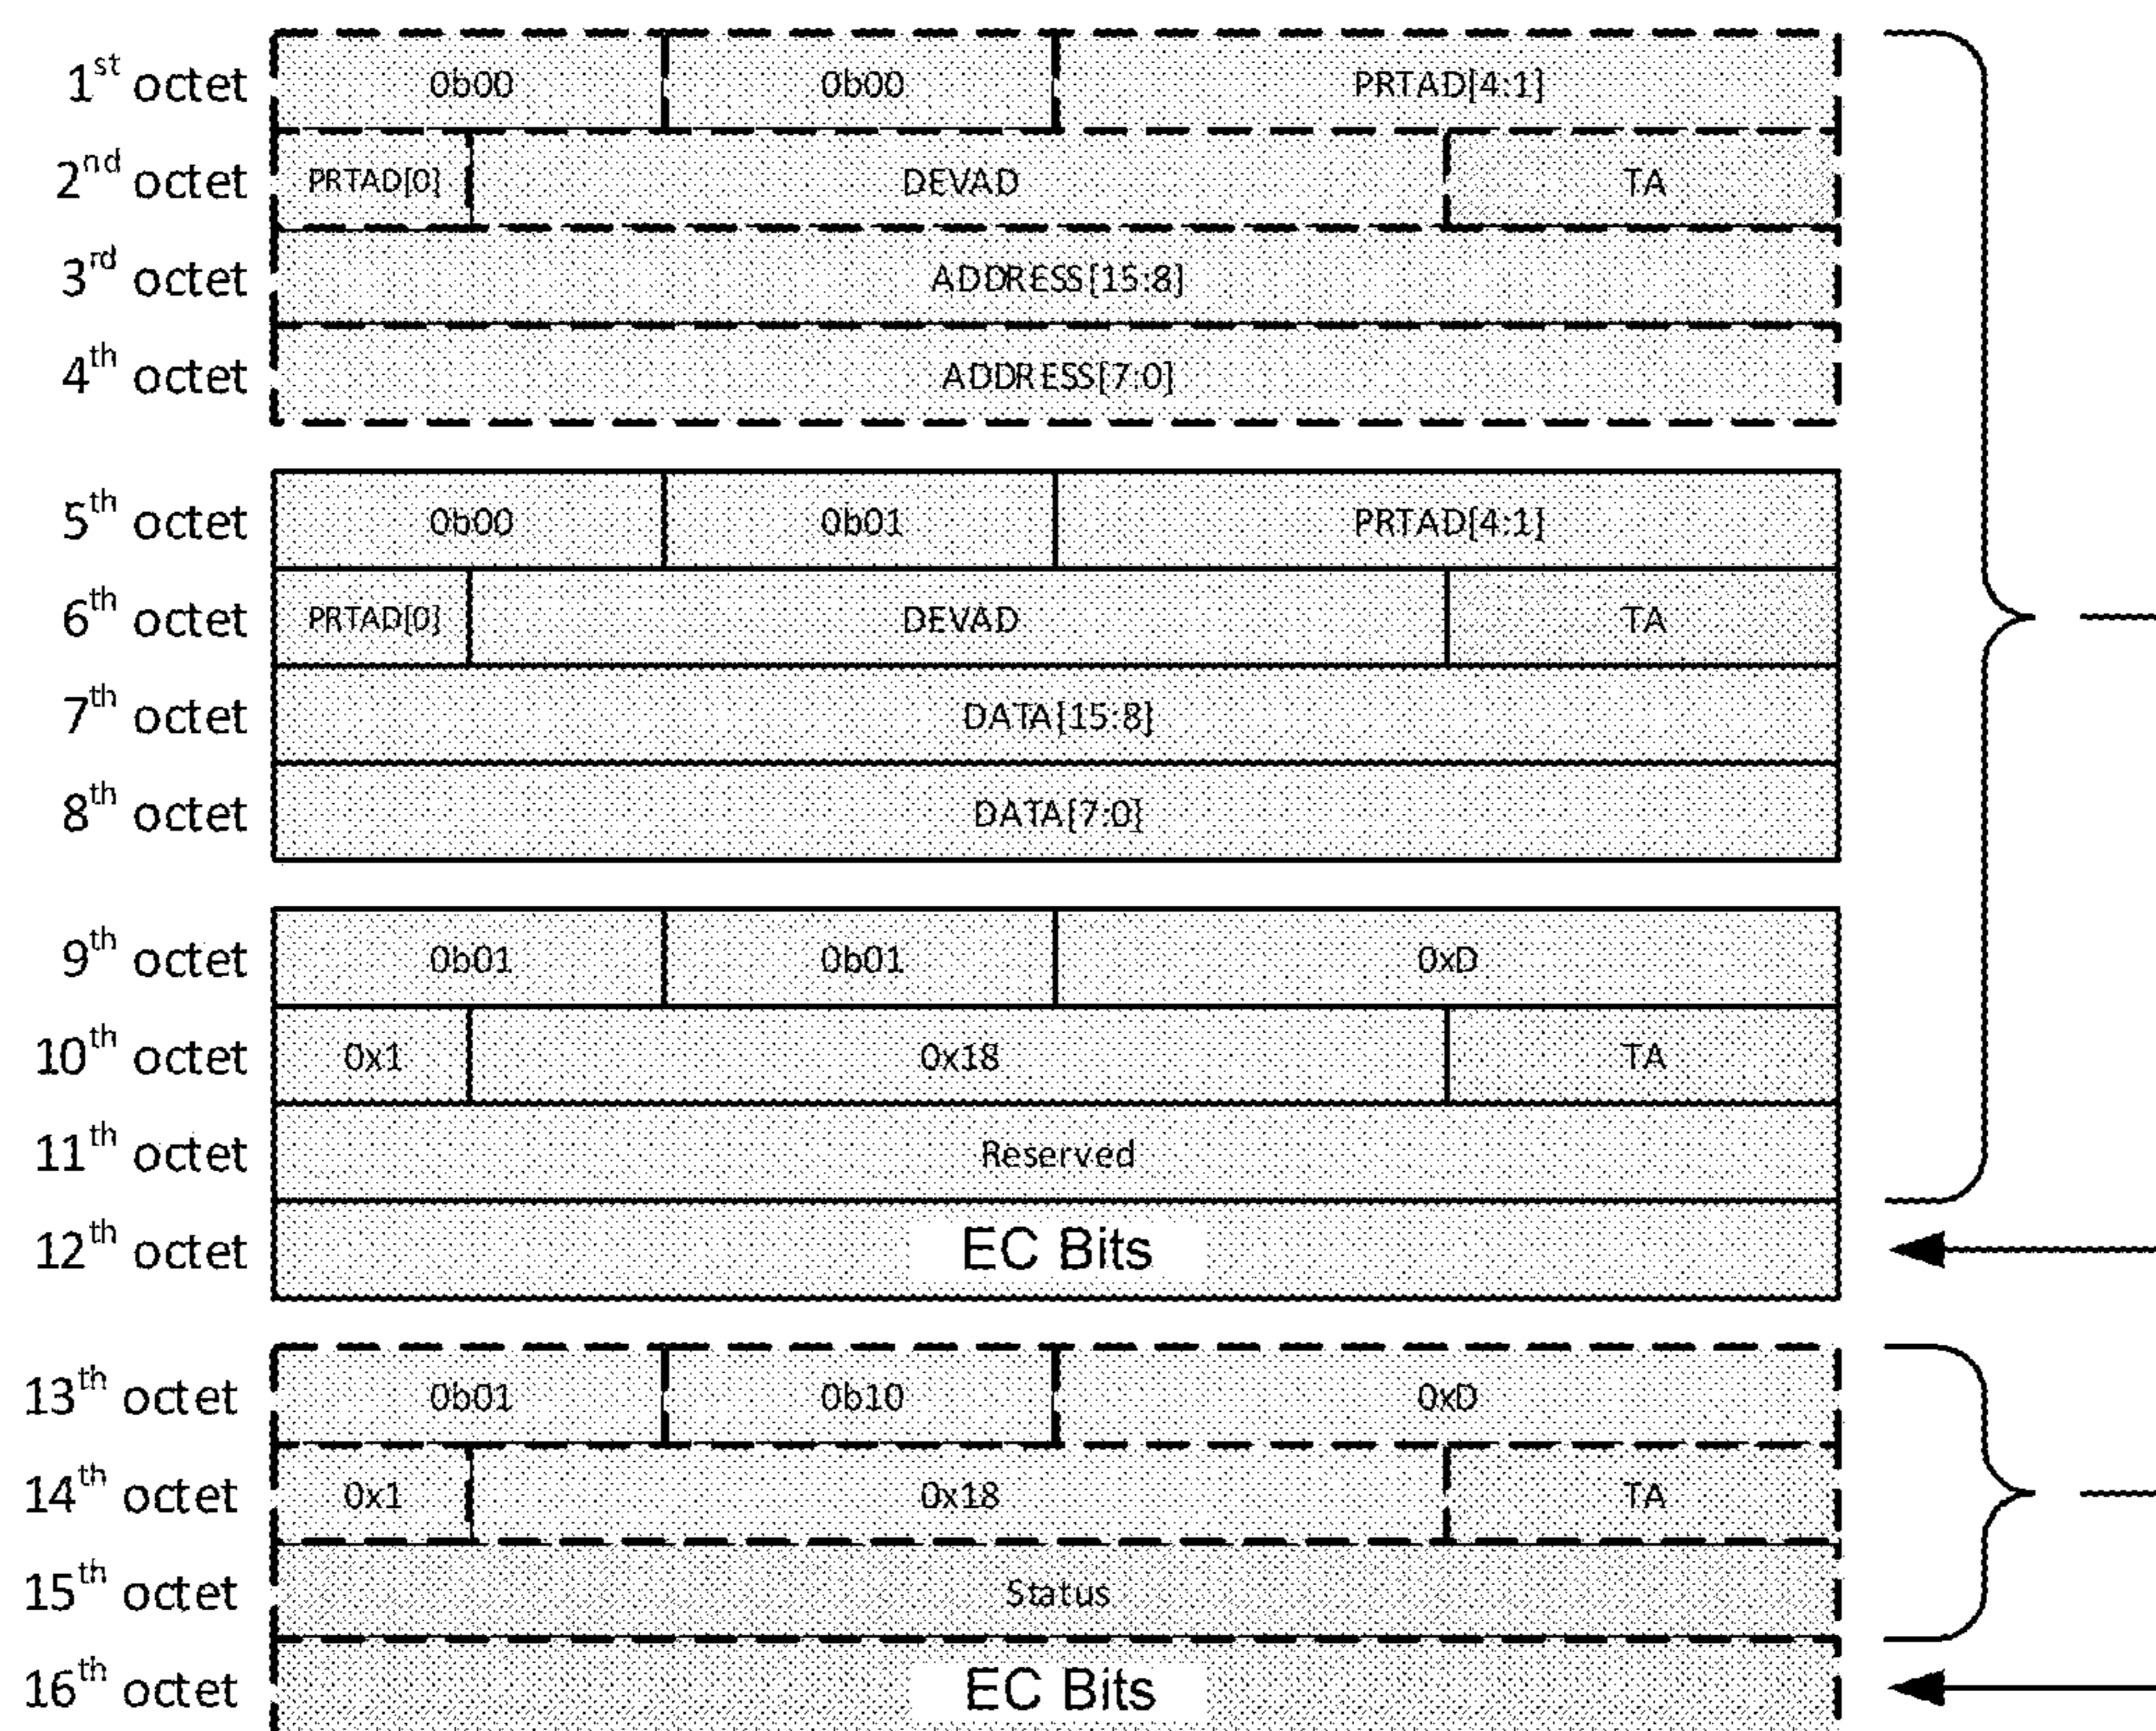 1st octet 0b00 0b00 PRTAD[4:1]
2nd octet PRTAD[0] DEVAD TA
3rd octet ADDRESS[15:8]
4th octet ADDRESS[7:0]
5th octet 0b00 0b01 PRTAD[4:1]
6th octet PRTAD[0] DEVAD TA
7th octet DATA[15:8]
8th octet DATA[7:0]
9th octet 0b01 0b01 0xD
10th octet 0x1 0x18 TA
11th octet Reserved
12th octet EC Bits
13th octet 0b01 0b10 0xD
14th octet 0x1 0x18 TA
15th octet Status
16th octet EC Bits